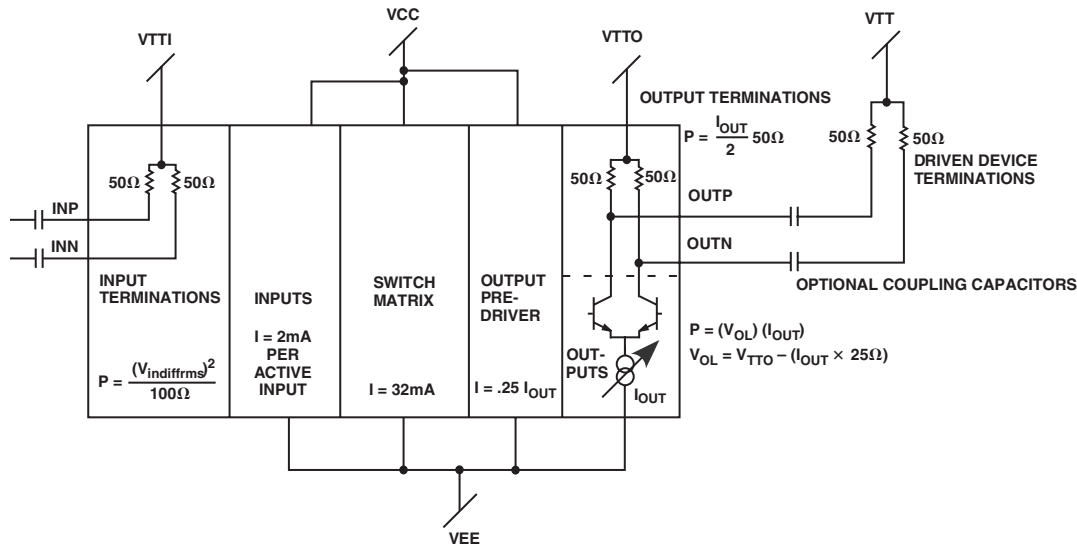 VTTI
VCC
VTTO
VTT
OUTPUT TERMINATIONS
P = I_OUT/2 50Ω
50Ω
50Ω
50Ω
50Ω
50Ω
50Ω
DRIVEN DEVICE
TERMINATIONS
INP
INN
OUTP
OUTN
OPTIONAL COUPLING CAPACITORS
INPUT
TERMINATIONS
P = (V_indiffrms)²/100Ω
INPUTS
I = 2mA
PER
ACTIVE
INPUT
SWITCH
MATRIX
I = 32mA
OUTPUT
PRE-
DRIVER
I = .25 I_OUT
OUT-
PUTS
I_OUT
P = (V_OL) (I_OUT)
V_OL = V_TTO – (I_OUT × 25Ω)
VEE